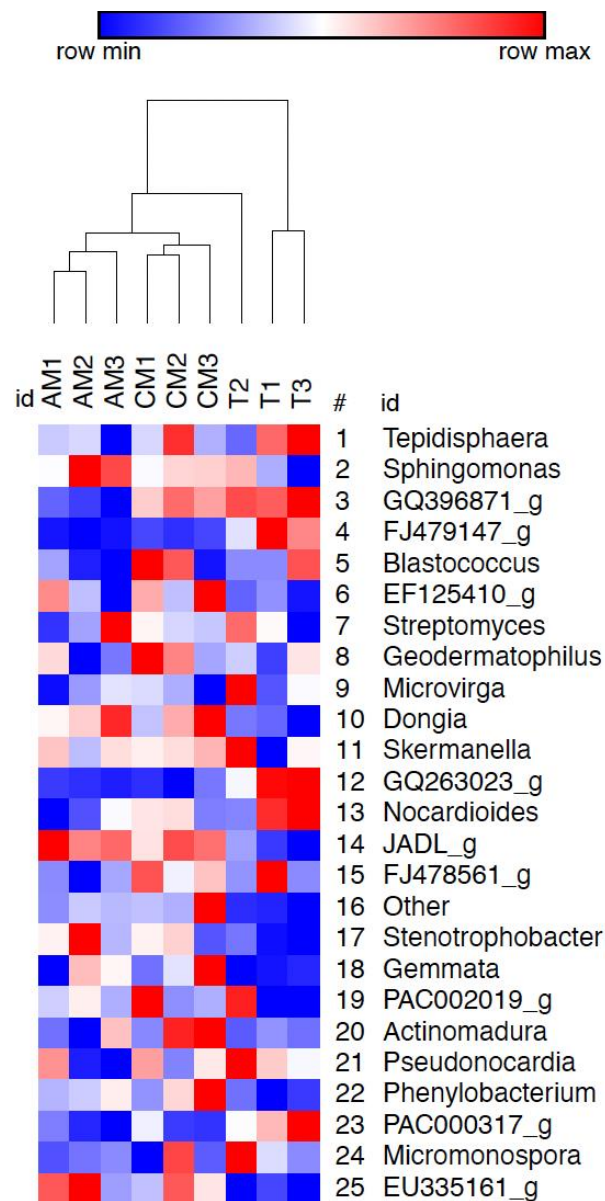 row min row max
id AM1 AM2 AM3 CM1 CM2 CM3 T2 T1 T3 # id
1 Tepidisphaera
2 Sphingomonas
3 GQ396871_g
4 FJ479147_g
5 Blastococcus
6 EF125410_g
7 Streptomyces
8 Geodermatophilus
9 Microvirga
10 Dongia
11 Skermanella
12 GQ263023_g
13 Nocardioides
14 JADL_g
15 FJ478561_g
16 Other
17 Stenotrophobacter
18 Gemmata
19 PAC002019_g
20 Actinomadura
21 Pseudonocardia
22 Phenylobacterium
23 PAC000317_g
24 Micromonospora
25 EU335161_g